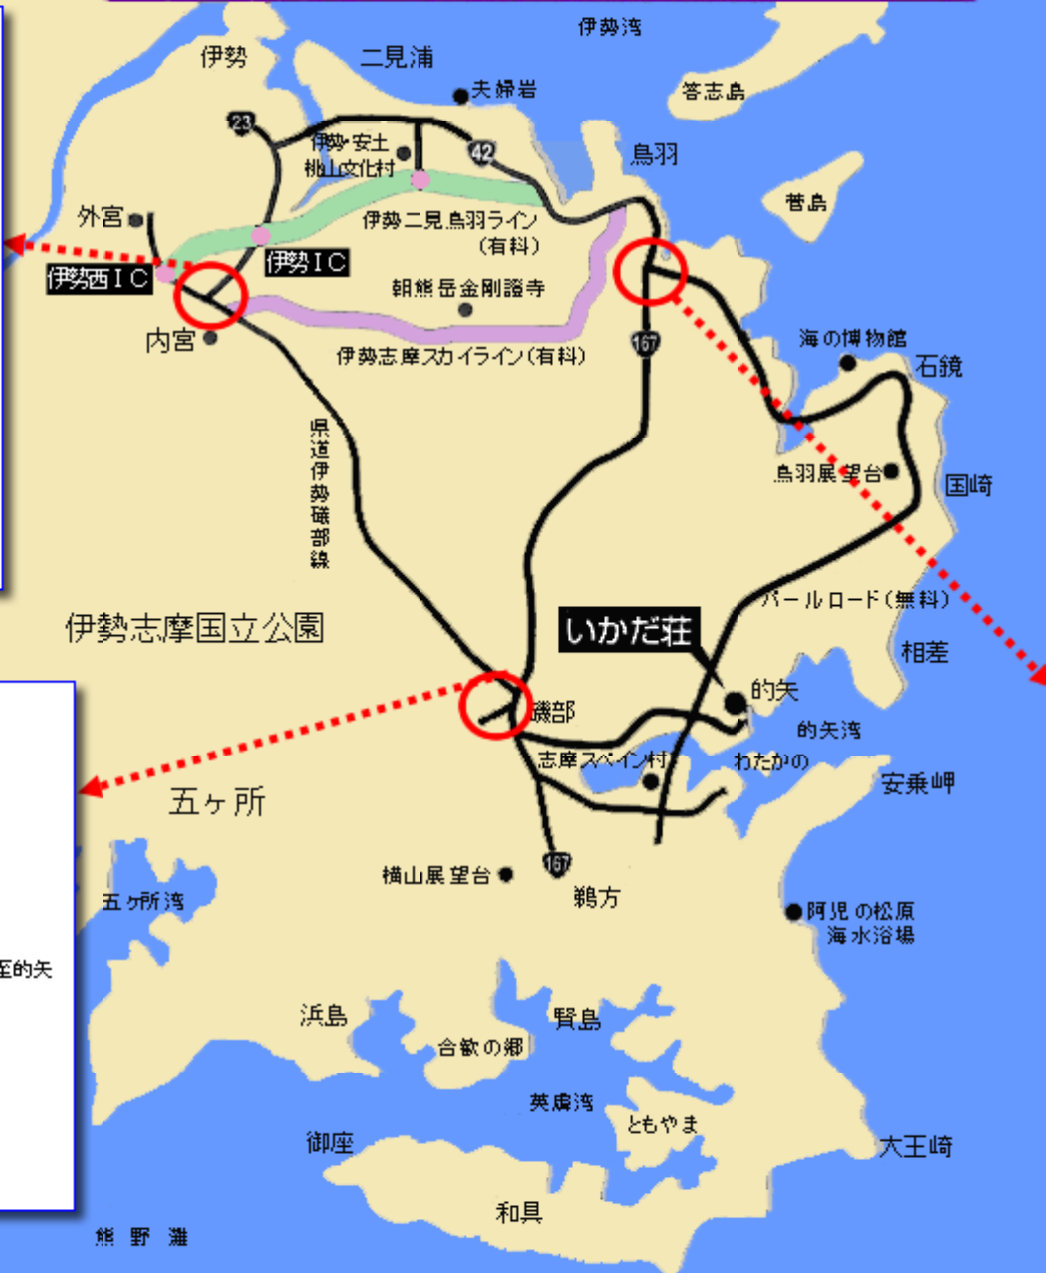 伊勢湾
伊勢
二見浦
夫婦岩
答志島
23
伊勢・安土
桃山文化村
42
鳥羽
菅島
外宮
伊勢二見鳥羽ライン
(有料)
伊勢西IC
伊勢IC
朝熊岳金剛證寺
内宮
伊勢志摩スカイライン(有料)
167
海の博物館
石鏡
県道伊勢磯部線
鳥羽展望台
国崎
パールロード(無料)
伊勢志摩国立公園
いかだ荘
相差
的矢
磯部
的矢湾
志摩スペイン村
わたかの
安乗岬
五ヶ所
横山展望台
167
鵜方
五ヶ所湾
阿児の松原
海水浴場
至的矢
浜島
賢島
合歓の郷
英虞湾
ともやま
御座
大王崎
和具
熊野灘